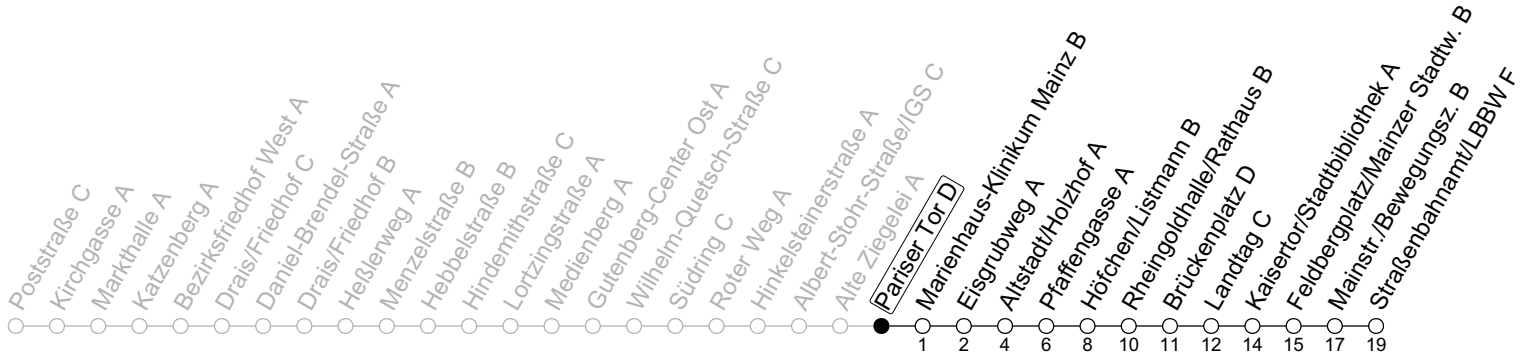 Poststraße C
Kirchgasse A
Markthalle A
Katzenberg A
Bezirksfriedhof West A
Drais/Friedhof C
Daniel-Brendel-Straße A
Drais/Friedhof B
Heßlerweg A
Menzelstraße B
Hebbelstraße B
Hindemithstraße C
Lortzingstraße A
Medienberg A
Gutenberg-Center Ost A
Wilhelm-Quetsch-Straße C
Südring C
Roter Weg A
Hinkelsteinerstraße A
Albert-Stohr-Straße/IGS C
Alte Ziegelei A
Pariser Tor D
Marienhaus-Klinikum Mainz B
Eisgrubweg A
Altstadt/Holzhof A
Pfaffengasse A
Höfchen/Listmann B
Rheingoldhalle/Rathaus B
Brückenplatz D
Landtag C
Kaisertor/Stadtbibliothek A
Feldbergplatz/Mainzer Stadtw. B
Mainstr./Bewegungsz. B
Straßenbahnamt/LBBW F
1 2 4 6 8 10 11 12 14 15 17 19